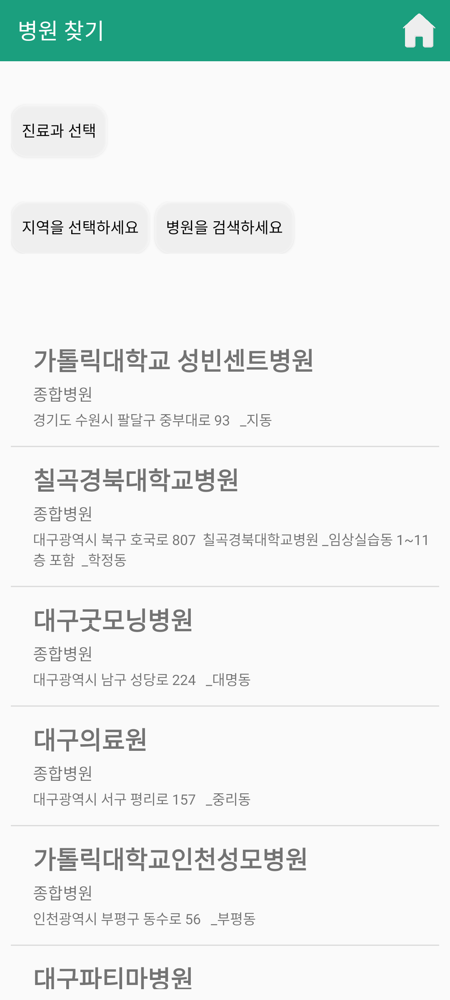 병원 찾기
진료과 선택
지역을 선택하세요 병원을 검색하세요
가톨릭대학교 성빈센트병원
종합병원
경기도 수원시 팔달구 중부대로 93 _지동
칠곡경북대학교병원
종합병원
대구광역시 북구 호국로 807 칠곡경북대학교병원 _임상실습동 1~11
층 포함 _학정동
대구굿모닝병원
종합병원
대구광역시 남구 성당로 224 _대명동
대구의료원
종합병원
대구광역시 서구 평리로 157 _중리동
가톨릭대학교인천성모병원
종합병원
인천광역시 부평구 동수로 56 _부평동
대구파티마병원